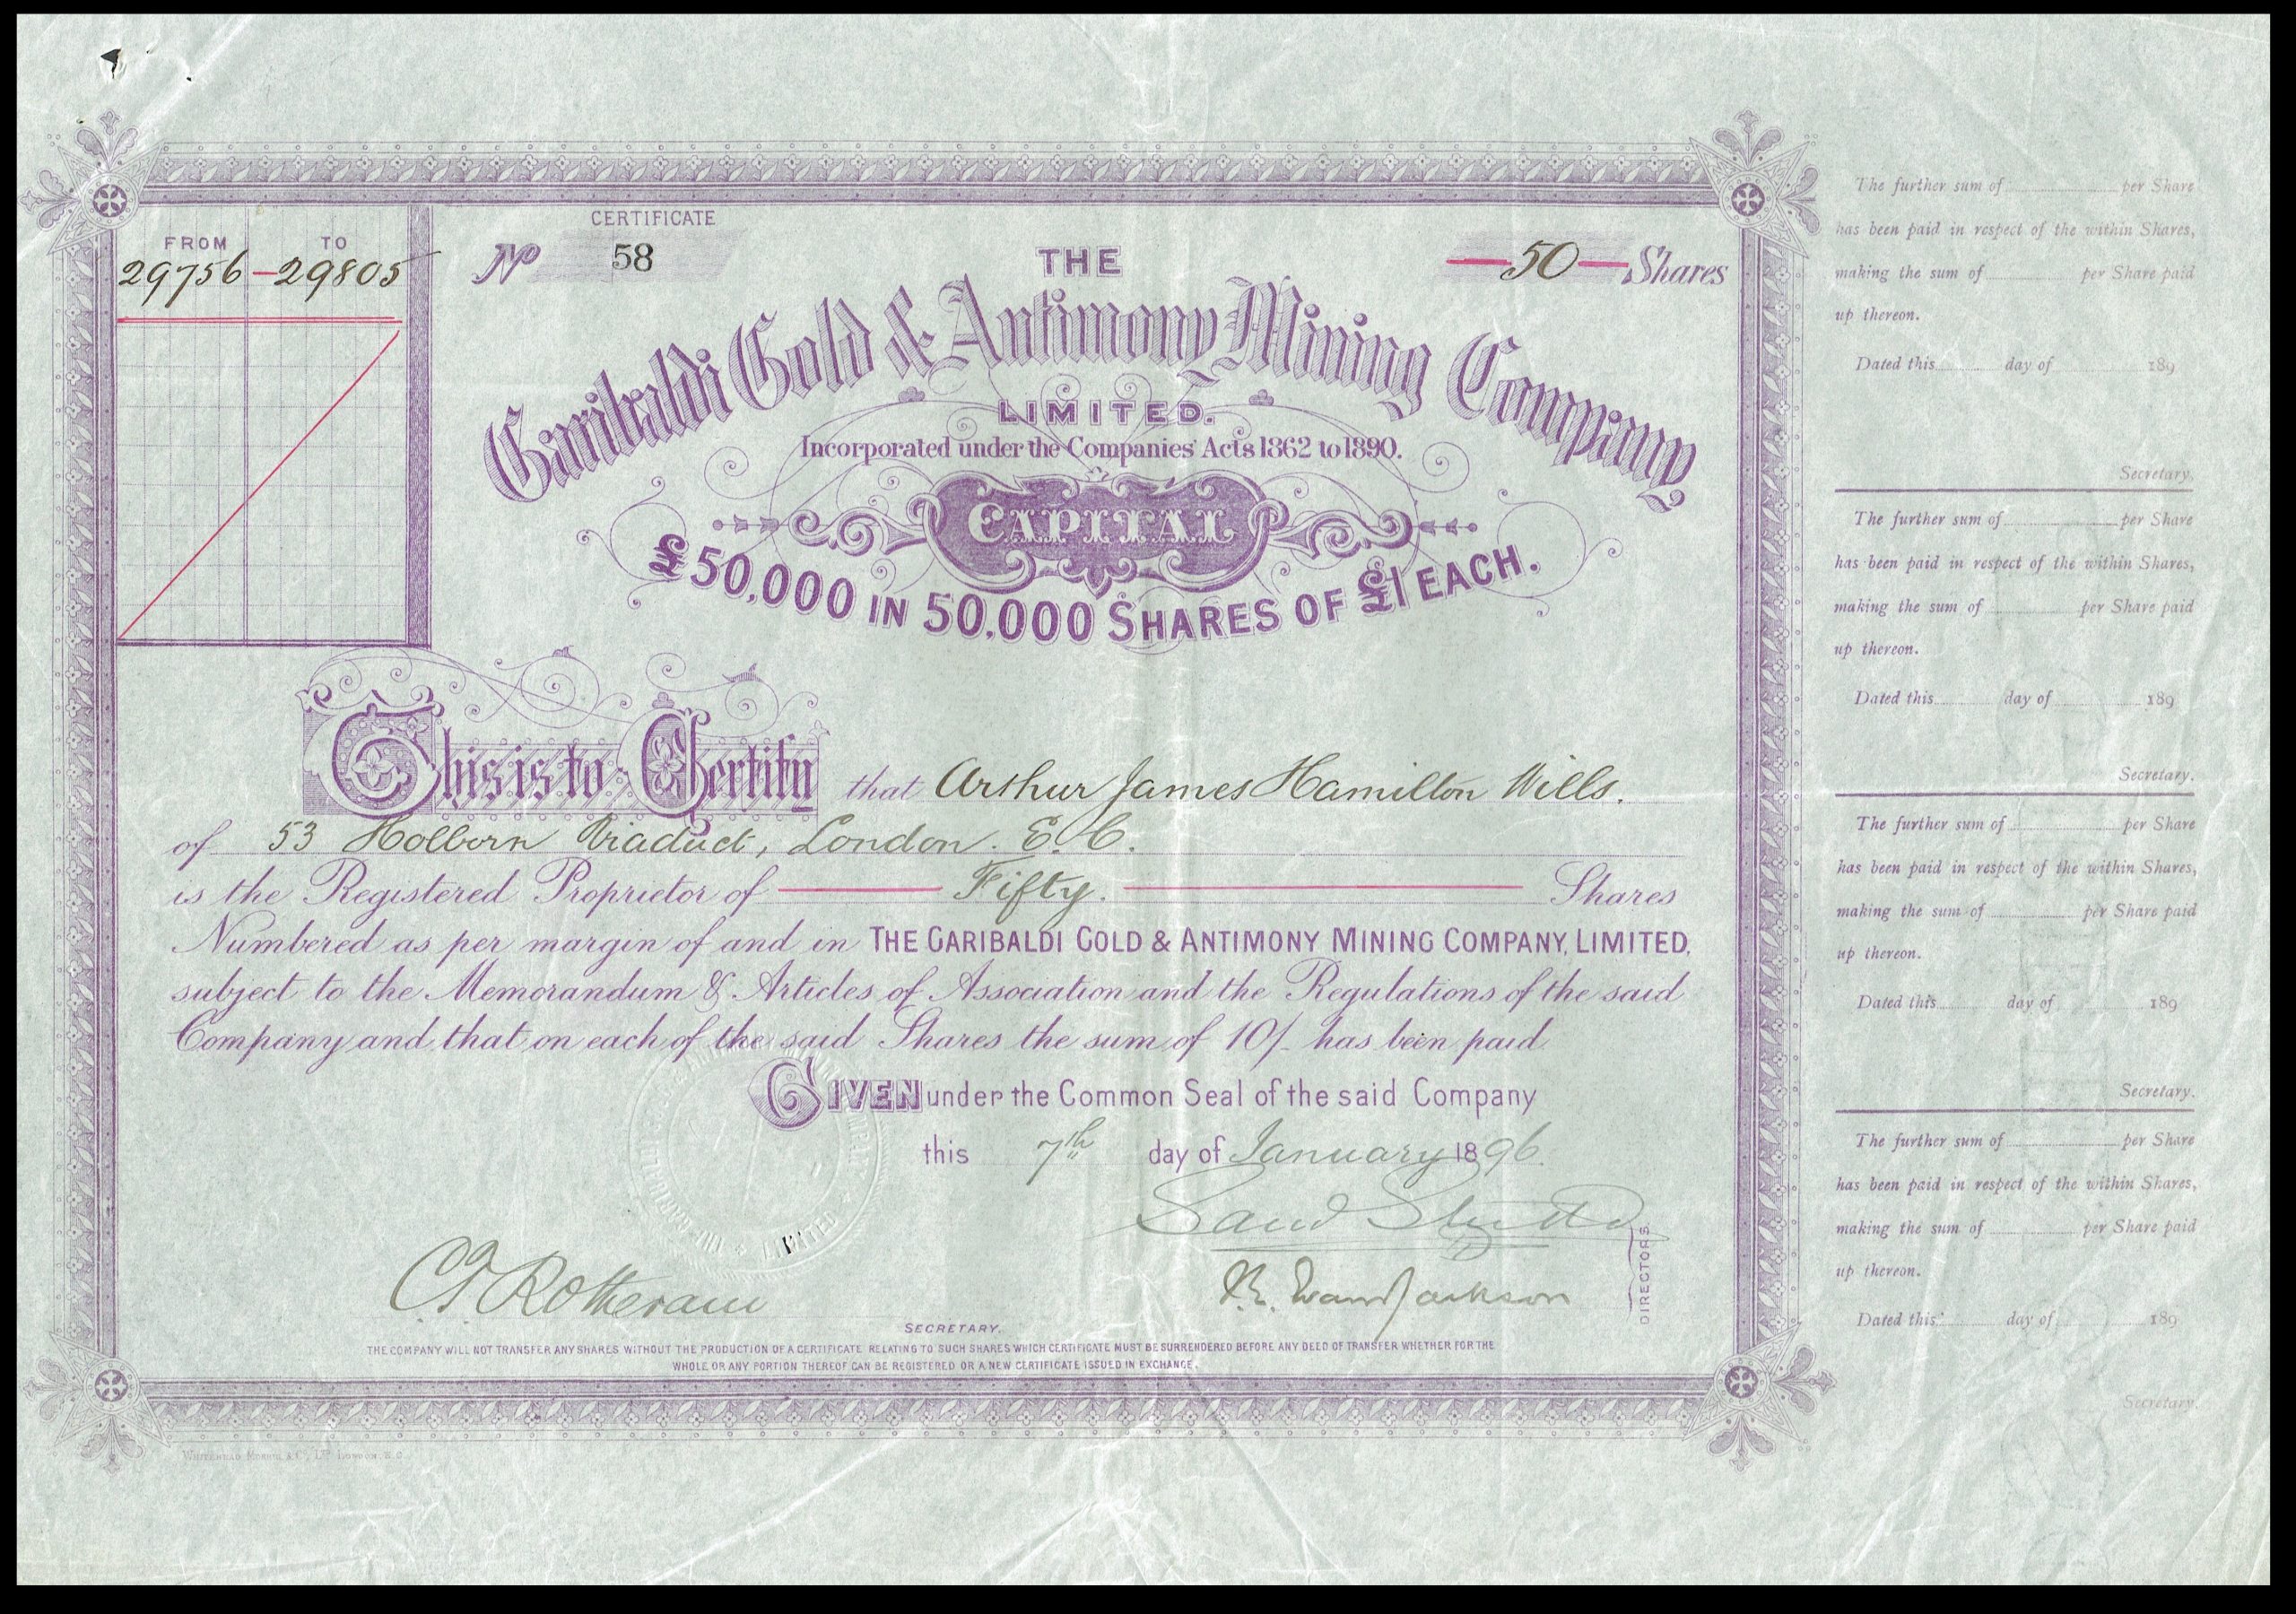 CERTIFICATE
FROM TO
29756 — 29805
No 58
— 50 — Shares
THE
Garibaldi Gold & Antimony Mining Company
LIMITED.
Incorporated under the Companies' Acts 1862 to 1890.
CAPITAL
£50,000 IN 50,000 SHARES OF £1 EACH.
This is to Certify that Arthur James Hamilton Wills.
of 53 Holborn Viaduct, London. E.C.
is the Registered Proprietor of Fifty. Shares
Numbered as per margin of and in THE GARIBALDI GOLD & ANTIMONY MINING COMPANY, LIMITED,
subject to the Memorandum & Articles of Association and the Regulations of the said
Company and that on each of the said Shares the sum of 10/- has been paid
GIVEN under the Common Seal of the said Company
this 7th day of January 1896.
DIRECTORS.
C Rotheram
Jackson
SECRETARY.
THE COMPANY WILL NOT TRANSFER ANY SHARES WITHOUT THE PRODUCTION OF A CERTIFICATE RELATING TO SUCH SHARES WHICH CERTIFICATE MUST BE SURRENDERED BEFORE ANY DEED OF TRANSFER WHETHER FOR THE
WHOLE OR ANY PORTION THEREOF CAN BE REGISTERED OR A NEW CERTIFICATE ISSUED IN EXCHANGE.
WHITEHEAD MORRIS & Co, LTD LONDON E.C.
LIMITED
The further sum of per Share
has been paid in respect of the within Shares,
making the sum of per Share paid
up thereon.
Dated this day of 189
Secretary.
The further sum of per Share
has been paid in respect of the within Shares,
making the sum of per Share paid
up thereon.
Dated this day of 189
Secretary.
The further sum of per Share
has been paid in respect of the within Shares,
making the sum of per Share paid
up thereon.
Dated this day of 189
Secretary.
The further sum of per Share
has been paid in respect of the within Shares,
making the sum of per Share paid
up thereon.
Dated this day of 189
Secretary.